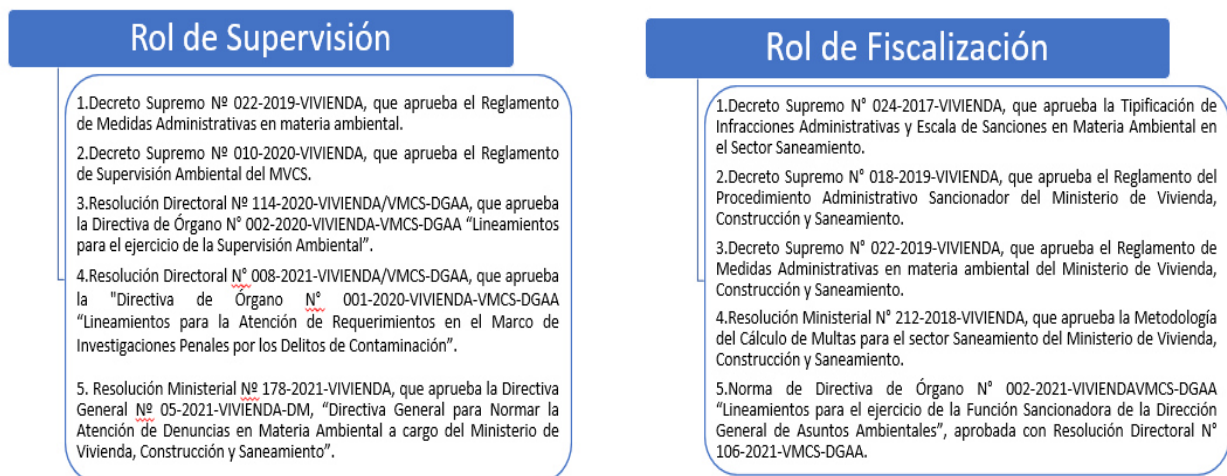 Rol de Supervisión
1.Decreto Supremo Nº 022-2019-VIVIENDA, que aprueba el Reglamento
de Medidas Administrativas en materia ambiental.
2.Decreto Supremo Nº 010-2020-VIVIENDA, que aprueba el Reglamento
de Supervisión Ambiental del MVCS.
3.Resolución Directoral Nº 114-2020-VIVIENDA/VMCS-DGAA, que aprueba
la Directiva de Órgano N° 002-2020-VIVIENDA-VMCS-DGAA “Lineamientos
para el ejercicio de la Supervisión Ambiental”.
4.Resolución Directoral N° 008-2021-VIVIENDA/VMCS-DGAA, que aprueba
la "Directiva de Órgano N° 001-2020-VIVIENDA-VMCS-DGAA
“Lineamientos para la Atención de Requerimientos en el Marco de
Investigaciones Penales por los Delitos de Contaminación”.
5. Resolución Ministerial Nº 178-2021-VIVIENDA, que aprueba la Directiva
General Nº 05-2021-VIVIENDA-DM, “Directiva General para Normar la
Atención de Denuncias en Materia Ambiental a cargo del Ministerio de
Vivienda, Construcción y Saneamiento”.
Rol de Fiscalización
1.Decreto Supremo N° 024-2017-VIVIENDA, que aprueba la Tipificación de
Infracciones Administrativas y Escala de Sanciones en Materia Ambiental en
el Sector Saneamiento.
2.Decreto Supremo N° 018-2019-VIVIENDA, que aprueba el Reglamento del
Procedimiento Administrativo Sancionador del Ministerio de Vivienda,
Construcción y Saneamiento.
3.Decreto Supremo N° 022-2019-VIVIENDA, que aprueba el Reglamento de
Medidas Administrativas en materia ambiental del Ministerio de Vivienda,
Construcción y Saneamiento.
4.Resolución Ministerial N° 212-2018-VIVIENDA, que aprueba la Metodología
del Cálculo de Multas para el sector Saneamiento del Ministerio de Vivienda,
Construcción y Saneamiento.
5.Norma de Directiva de Órgano N° 002-2021-VIVIENDAVMCS-DGAA
“Lineamientos para el ejercicio de la Función Sancionadora de la Dirección
General de Asuntos Ambientales”, aprobada con Resolución Directoral N°
106-2021-VMCS-DGAA.